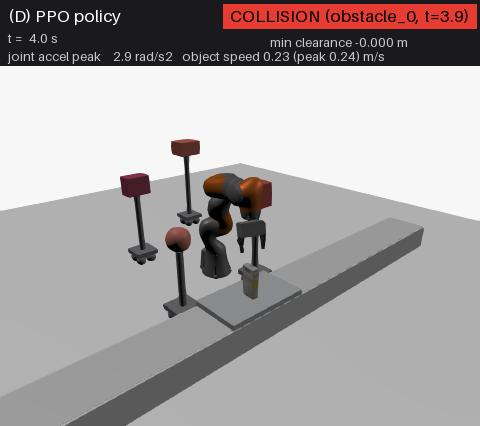 (D) PPO policy
COLLISION (obstacle_0, t=3.9)
t =  4.0 s
min clearance -0.000 m
joint accel peak    2.9 rad/s2   object speed 0.23 (peak 0.24) m/s